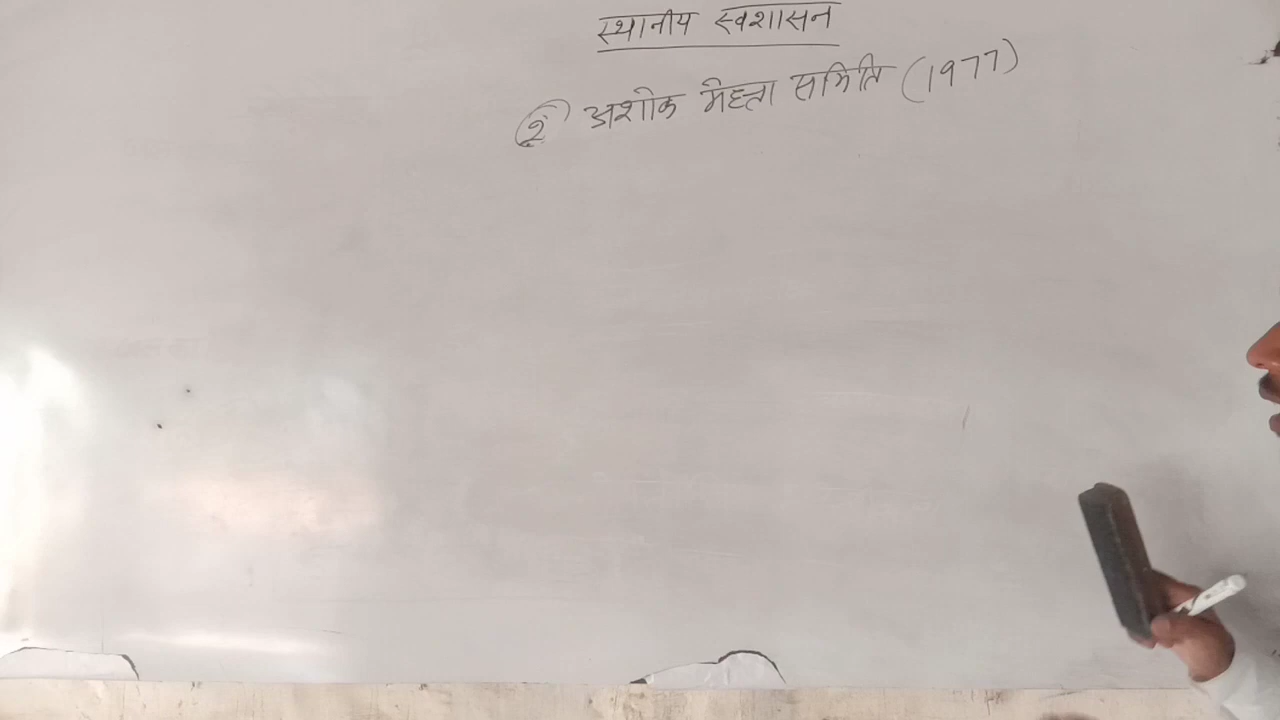 स्थानीय स्वशासन
(2) अशोक मेहता समिति (1977)